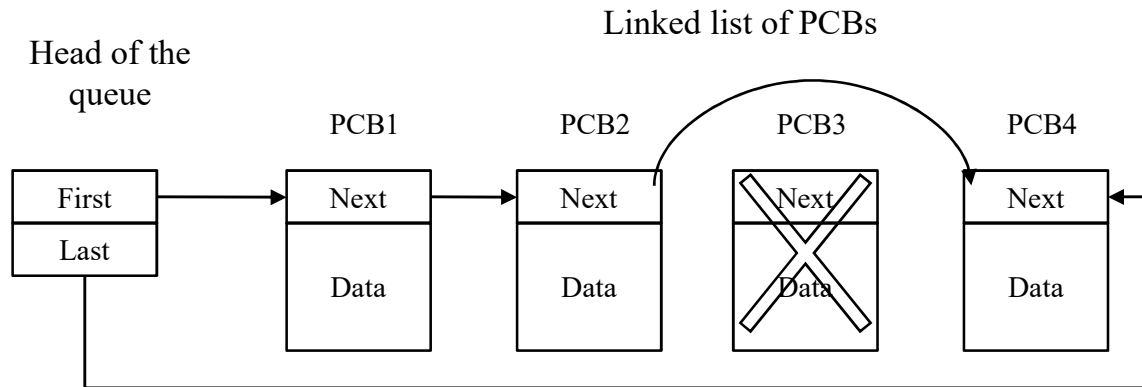 Linked list of PCBs
Head of the
queue
PCB1
PCB2
PCB3
PCB4
First
Next
Next
Next
Next
Last
Data
Data
Data
Data